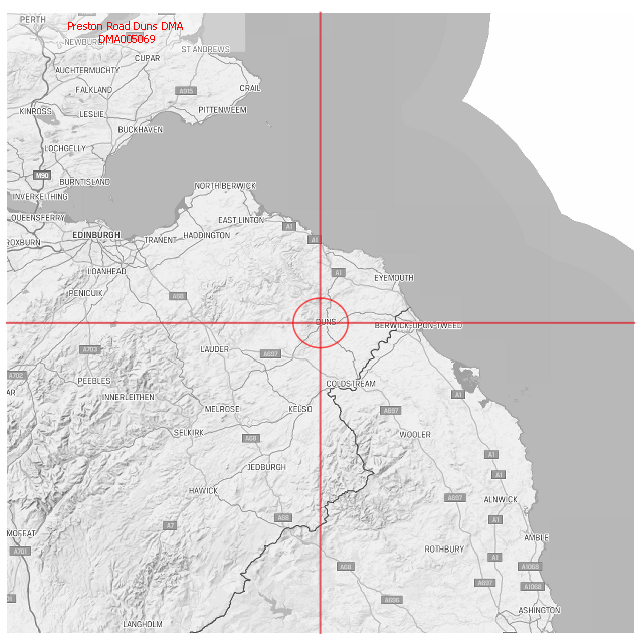 PERTH
Preston Road Duns DMA
DMA005069
NEWBU
ST ANDREWS
CUPAR
AUCHTERMUCHTY
FALKLAND
A915
CRAIL
KINROSS
LESLIE
PITTENWEEM
BUCKHAVEN
LOCHGELLY
M90
BURNTISLAND
NORTH BERWICK
INVERKEITHING
QUEENSFERRY
EAST LINTON
A1
EDINBURGH
HADDINGTON
ROXBURN
TRANENT
A1
LOANHEAD
A1
EYEMOUTH
PENICUIK
A68
DUNS
BERWICK-UPON-TWEED
A703
LAUDER
A697
A702
PEEBLES
COLDSTREAM
AR
INNERLEITHEN
A1
MELROSE
KELSO
A697
SELKIRK
A68
WOOLER
A1
JEDBURGH
A1
HAWICK
A697
ALNWICK
A68
A1
A7
MOFFAT
AMBLE
A701
ROTHBURY
A1
A68
A1068
A697
A1068
A696
LANGHOLM
ASHINGTON